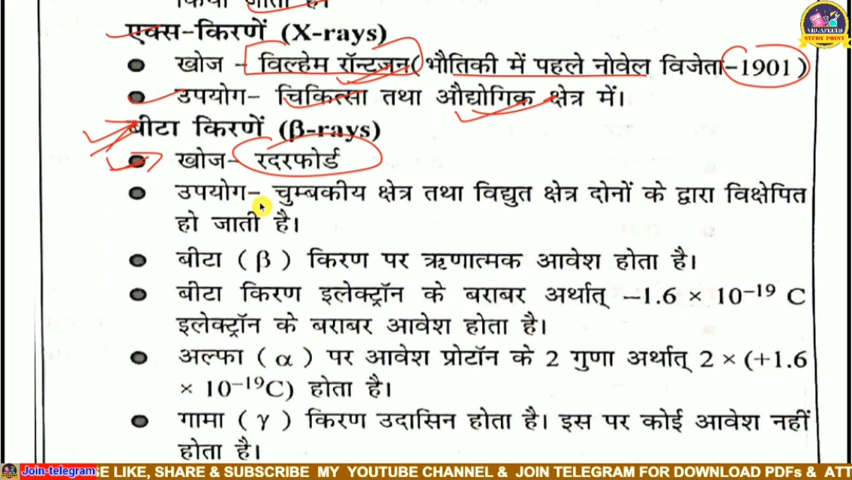 किया जाता है।
एक्स-किरणें (X-rays)
खोज - विल्हेम रॉन्टजन(भौतिकी में पहले नोवेल विजेता-1901)
उपयोग- चिकित्सा तथा औद्योगिक क्षेत्र में।
बीटा किरणें (β-rays)
खोज- रदरफोर्ड
उपयोग- चुम्बकीय क्षेत्र तथा विद्युत क्षेत्र दोनों के द्वारा विक्षेपित
हो जाती है।
बीटा (β) किरण पर ऋणात्मक आवेश होता है।
बीटा किरण इलेक्ट्रॉन के बराबर अर्थात् −1.6 × 10⁻¹⁹ C
इलेक्ट्रॉन के बराबर आवेश होता है।
अल्फा (α) पर आवेश प्रोटॉन के 2 गुणा अर्थात् 2 × (+1.6
× 10⁻¹⁹C) होता है।
गामा (γ) किरण उदासिन होता है। इस पर कोई आवेश नहीं
होता है।
STUDY POINT
Join-telegram SE LIKE, SHARE & SUBSCRIBE MY YOUTUBE CHANNEL & JOIN TELEGRAM FOR DOWNLOAD PDFs & ATT